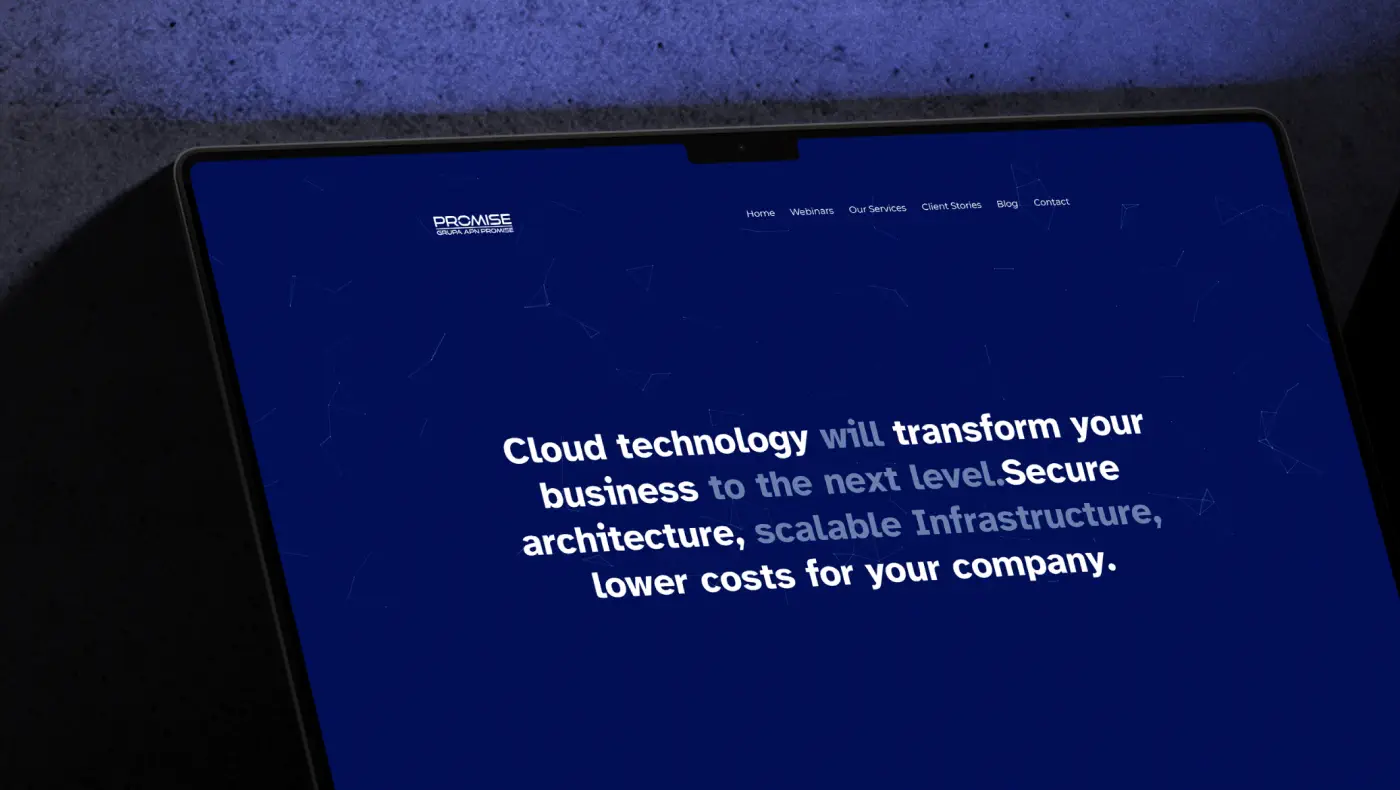 PROMISE
GRUPA APN PROMISE
Home Webinars Our Services Client Stories Blog Contact
Cloud technology will transform your
business to the next level.Secure
architecture, scalable Infrastructure,
lower costs for your company.